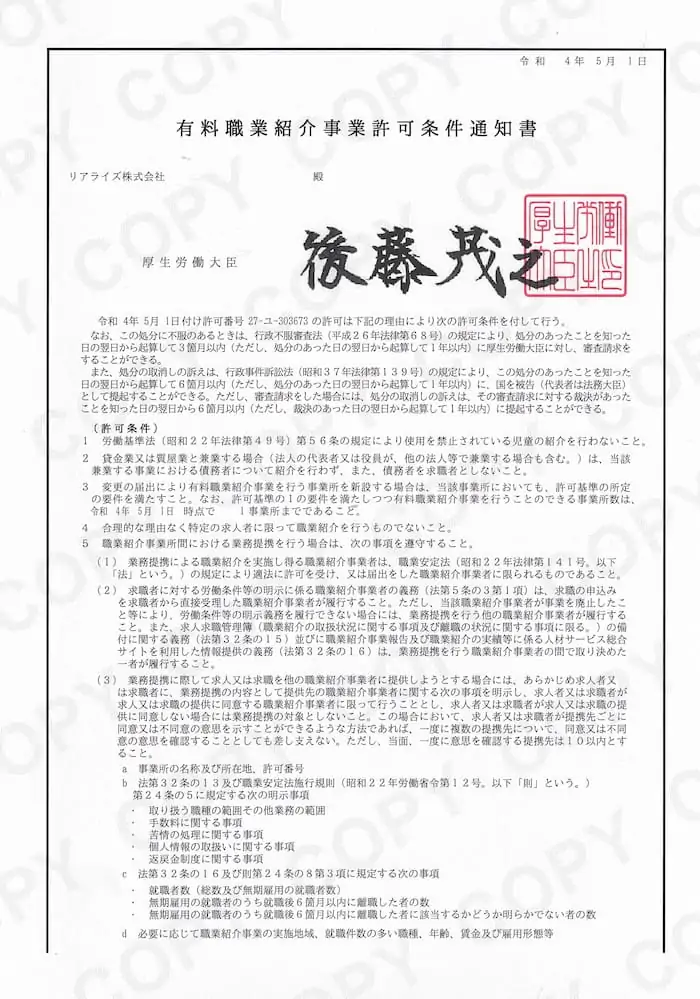 令和 4年 5月 1日
有料職業紹介事業許可条件通知書
リアライズ株式会社 殿
厚生労働大臣 後藤茂之
令和 4年 5月 1日付け許可番号 27-ユ-303673 の許可は下記の理由により次の許可条件を付して行う。
なお、この処分に不服のあるときは、行政不服審査法（平成２６年法律第６８号）の規定により、処分のあったことを知った
日の翌日から起算して３箇月以内（ただし、処分のあった日の翌日から起算して１年以内）に厚生労働大臣に対し、審査請求を
することができる。
また、処分の取消しの訴えは、行政事件訴訟法（昭和３７年法律第１３９号）の規定により、この処分のあったことを知った
日の翌日から起算して６箇月以内（ただし、処分のあった日の翌日から起算して１年以内）に、国を被告（代表者は法務大臣）
として提起することができる。ただし、審査請求をした場合には、処分の取消しの訴えは、その審査請求に対する裁決があった
ことを知った日の翌日から６箇月以内（ただし、裁決のあった日の翌日から起算して１年以内）に提起することができる。
（許可条件）
１ 労働基準法（昭和２２年法律第４９号）第５６条の規定により使用を禁止されている児童の紹介を行わないこと。
２ 貸金業又は質屋業と兼業する場合（法人の代表者又は役員が、他の法人等で兼業する場合も含む。）は、当該
兼業する事業における債務者について紹介を行わず、また、債務者を求職者としないこと。
３ 変更の届出により有料職業紹介事業を行う事業所を新設する場合は、当該事業所においても、許可基準の所定
の要件を満たすこと。なお、許可基準の１の要件を満たしつつ有料職業紹介事業を行うことのできる事業所数は、
令和 4年 5月 1日 時点で 1事業所までであること。
４ 合理的な理由なく特定の求人者に限って職業紹介を行うものでないこと。
５ 職業紹介事業所間における業務提携を行う場合は、次の事項を遵守すること。
（１） 業務提携による職業紹介を実施し得る職業紹介事業者は、職業安定法（昭和２２年法律第１４１号。以下
「法」という。）の規定により適法に許可を受け、又は届出をした職業紹介事業者に限られるものであること。
（２） 求職者に対する労働条件等の明示に係る職業紹介事業者の義務（法第５条の３第１項）は、求職の申込み
を求職者から直接受理した職業紹介事業者が履行すること。ただし、当該職業紹介事業者が事業を廃止したこ
と等により、労働条件等の明示義務を履行できない場合には、業務提携を行う他の職業紹介事業者が履行する
こと。また、求人求職管理簿（職業紹介の取扱状況に関する事項及び離職の状況に関する事項に限る。）の備
付に関する義務（法第３２条の１５）並びに職業紹介事業報告及び職業紹介の実績等に係る人材サービス総合
サイトを利用した情報提供の義務（法第３２条の１６）は、業務提携を行う職業紹介事業者の間で取り決めた
一者が履行すること。
（３） 業務提携に際して求人又は求職を他の職業紹介事業者に提供しようとする場合には、あらかじめ求人者又
は求職者に、業務提携の内容として提供先の職業紹介事業者に関する次の事項を明示し、求人者又は求職者が
求人又は求職の提供に同意する職業紹介事業者に限って行うこととし、求人者又は求職者が求人又は求職の提
供に同意しない場合には業務提携の対象としないこと。この場合において、求人者又は求職者が提携先ごとに
同意又は不同意の意思を示すことができるような方法であれば、一度に複数の提携先について、同意又は不同
意の意思を確認することとしても差し支えない。ただし、当面、一度に意思を確認する提携先は１０以内とす
ること。
a 事業所の名称及び所在地、許可番号
b 法第３２条の１３及び職業安定法施行規則（昭和２２年労働省令第１２号。以下「則」という。）
第２４条の５に規定する次の明示事項
・ 取り扱う職種の範囲その他業務の範囲
・ 手数料に関する事項
・ 苦情の処理に関する事項
・ 個人情報の取扱いに関する事項
・ 返戻金制度に関する事項
c 法第３２条の１６及び則第２４条の８第３項に規定する次の事項
・ 就職者数（総数及び無期雇用の就職者数）
・ 無期雇用の就職者のうち就職後６箇月以内に離職した者の数
・ 無期雇用の就職者のうち就職後６箇月以内に離職した者に該当するかどうか明らかでない者の数
d 必要に応じて職業紹介事業の実施地域、就職件数の多い職種、年齢、賃金及び雇用形態等